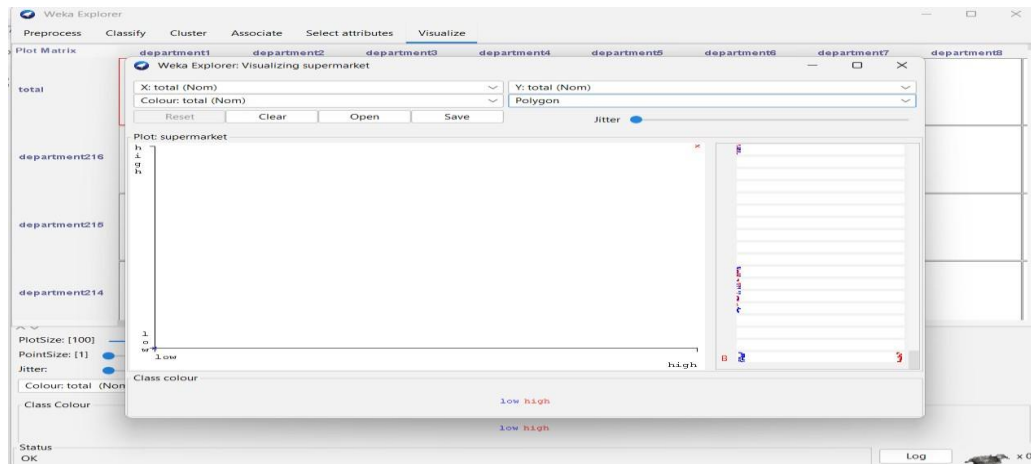 Weka Explorer
Preprocess Classify Cluster Associate Select attributes Visualize
Plot Matrix department1 department2 department3 department4 department5 department6 department7 department8
Weka Explorer: Visualizing supermarket
total
X: total (Nom) Y: total (Nom)
Colour: total (Nom) Polygon
Reset Clear Open Save Jitter
Plot: supermarket
high
department216
department215
department214
low
low high
B
PlotSize: [100]
PointSize: [1]
Jitter:
Colour: total (Nom
Class colour
low high
Class Colour
low high
Status
OK
Log
x 0